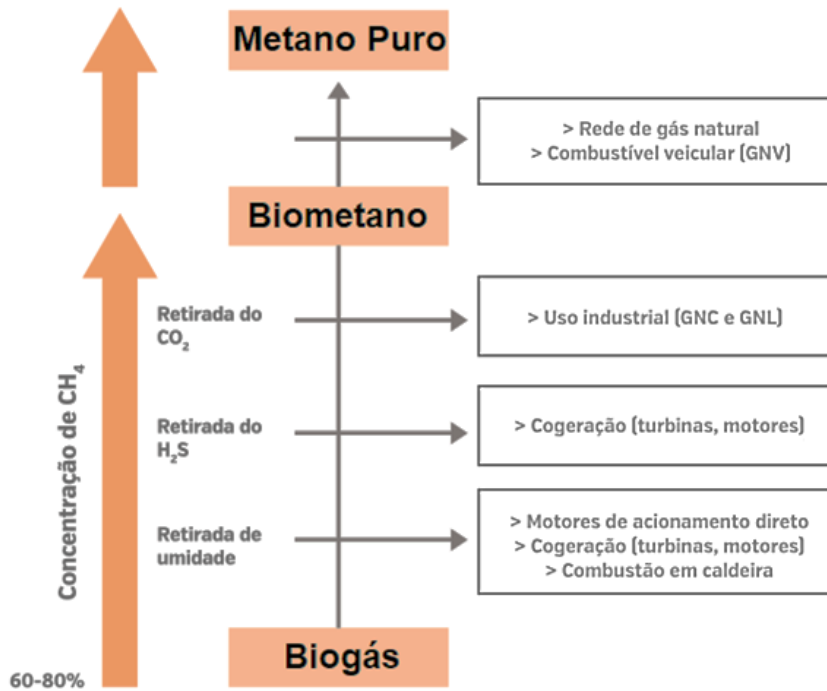 Metano Puro
> Rede de gás natural
> Combustível veicular (GNV)
Biometano
Retirada do
CO₂
> Uso industrial (GNC e GNL)
Concentração de CH₄
Retirada do
H₂S
> Cogeração (turbinas, motores)
Retirada de
umidade
> Motores de acionamento direto
> Cogeração (turbinas, motores)
> Combustão em caldeira
Biogás
60-80%